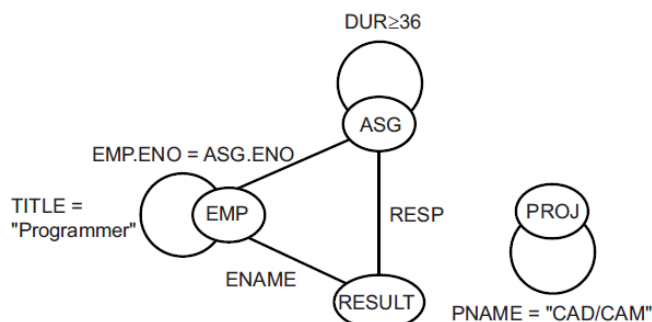 DUR≥36
ASG
EMP.ENO = ASG.ENO
TITLE =
"Programmer"
EMP
RESP
PROJ
ENAME
RESULT
PNAME = "CAD/CAM"